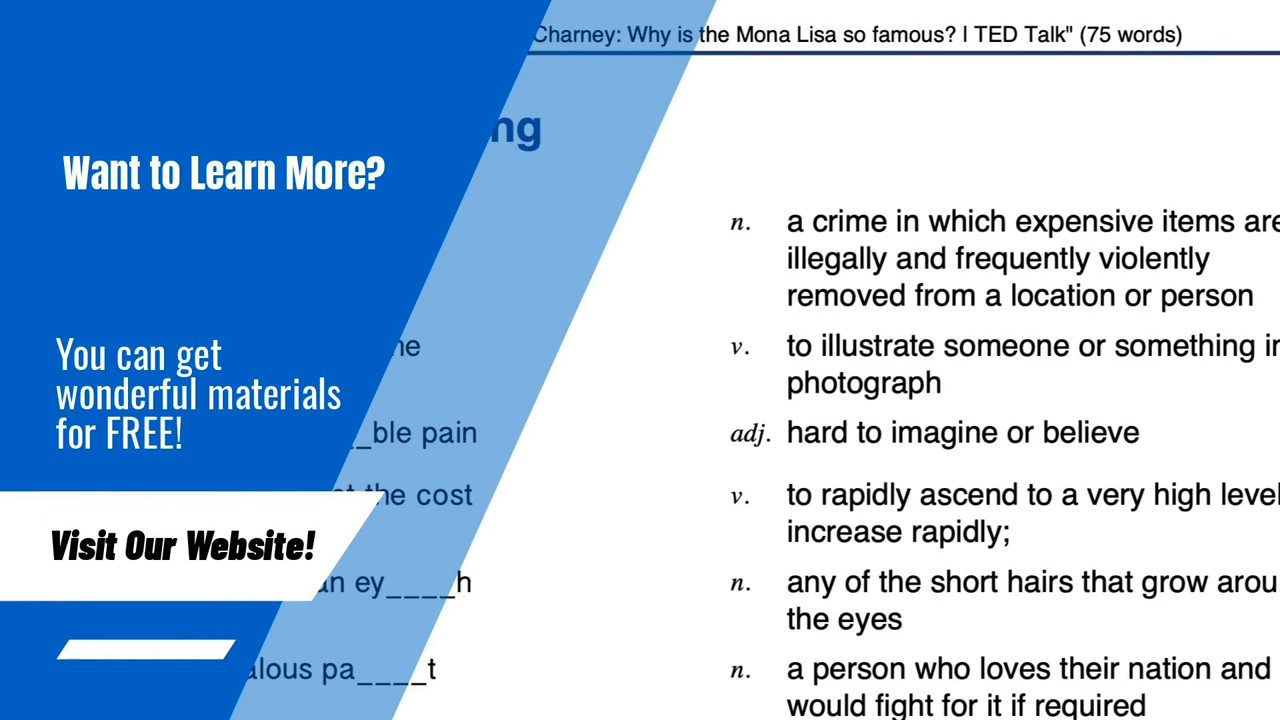 Charney: Why is the Mona Lisa so famous? | TED Talk" (75 words)
ng
Want to Learn More?
You can get
wonderful materials
for FREE!
Visit Our Website!
n. a crime in which expensive items are
illegally and frequently violently
removed from a location or person
he v. to illustrate someone or something in
photograph
_ble pain adj. hard to imagine or believe
the cost v. to rapidly ascend to a very high level
increase rapidly;
an ey____h n. any of the short hairs that grow arou
the eyes
alous pa____t n. a person who loves their nation and
would fight for it if required